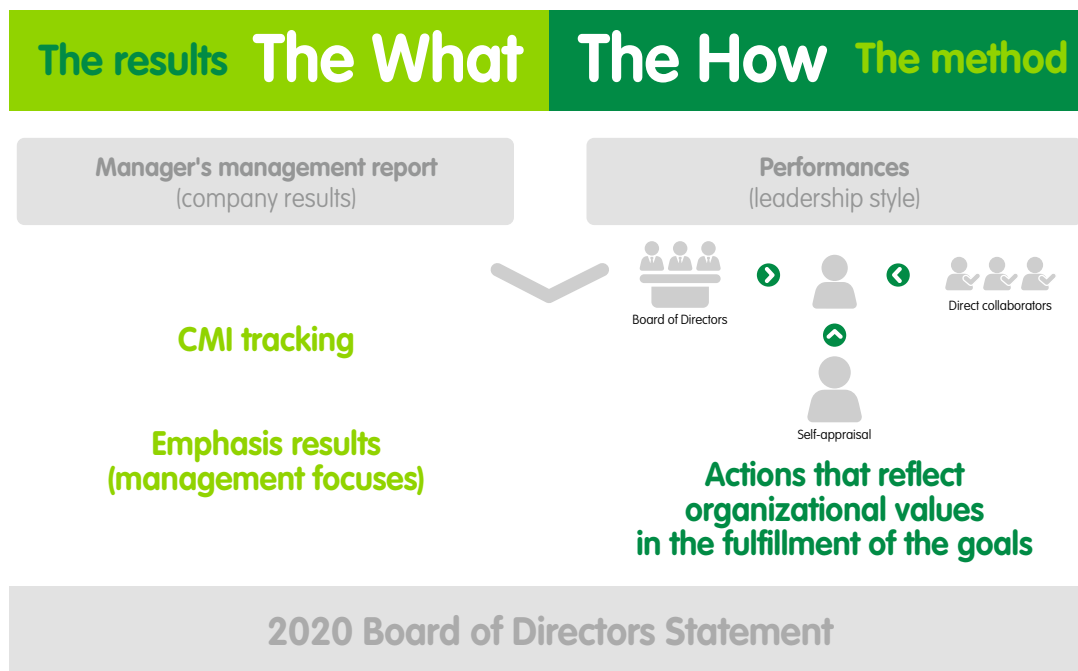 The results The What
The How The method
Manager's management report
(company results)
CMI tracking
Emphasis results
(management focuses)
Performances
(leadership style)
Board of Directors
Direct collaborators
Self-appraisal
Actions that reflect
organizational values
in the fulfillment of the goals
2020 Board of Directors Statement